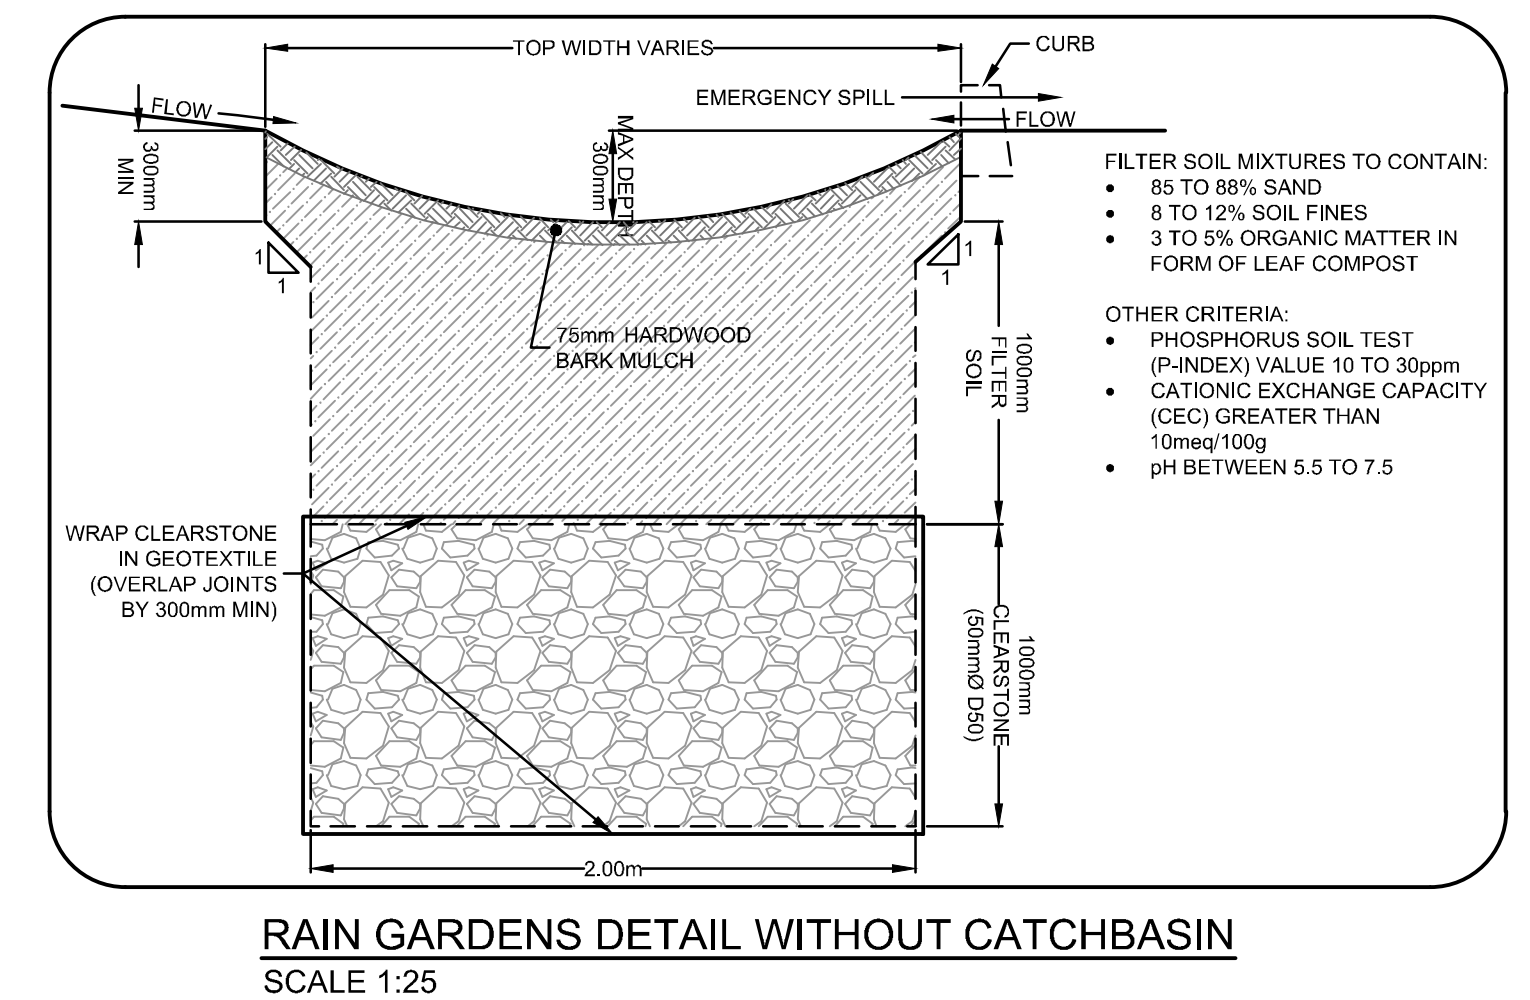 TOP WIDTH VARIES
CURB
EMERGENCY SPILL
FLOW
FLOW
300mm
MIN
MAX DEPTH
300mm
1
1
1
1
75mm HARDWOOD
BARK MULCH
1000mm
FILTER
SOIL
WRAP CLEARSTONE
IN GEOTEXTILE
(OVERLAP JOINTS
BY 300mm MIN)
1000mm
CLEARSTONE
(50mmØ D50)
2.00m
FILTER SOIL MIXTURES TO CONTAIN:
• 85 TO 88% SAND
• 8 TO 12% SOIL FINES
• 3 TO 5% ORGANIC MATTER IN
FORM OF LEAF COMPOST
OTHER CRITERIA:
• PHOSPHORUS SOIL TEST
(P-INDEX) VALUE 10 TO 30ppm
• CATIONIC EXCHANGE CAPACITY
(CEC) GREATER THAN
10meq/100g
• pH BETWEEN 5.5 TO 7.5
RAIN GARDENS DETAIL WITHOUT CATCHBASIN
SCALE 1:25